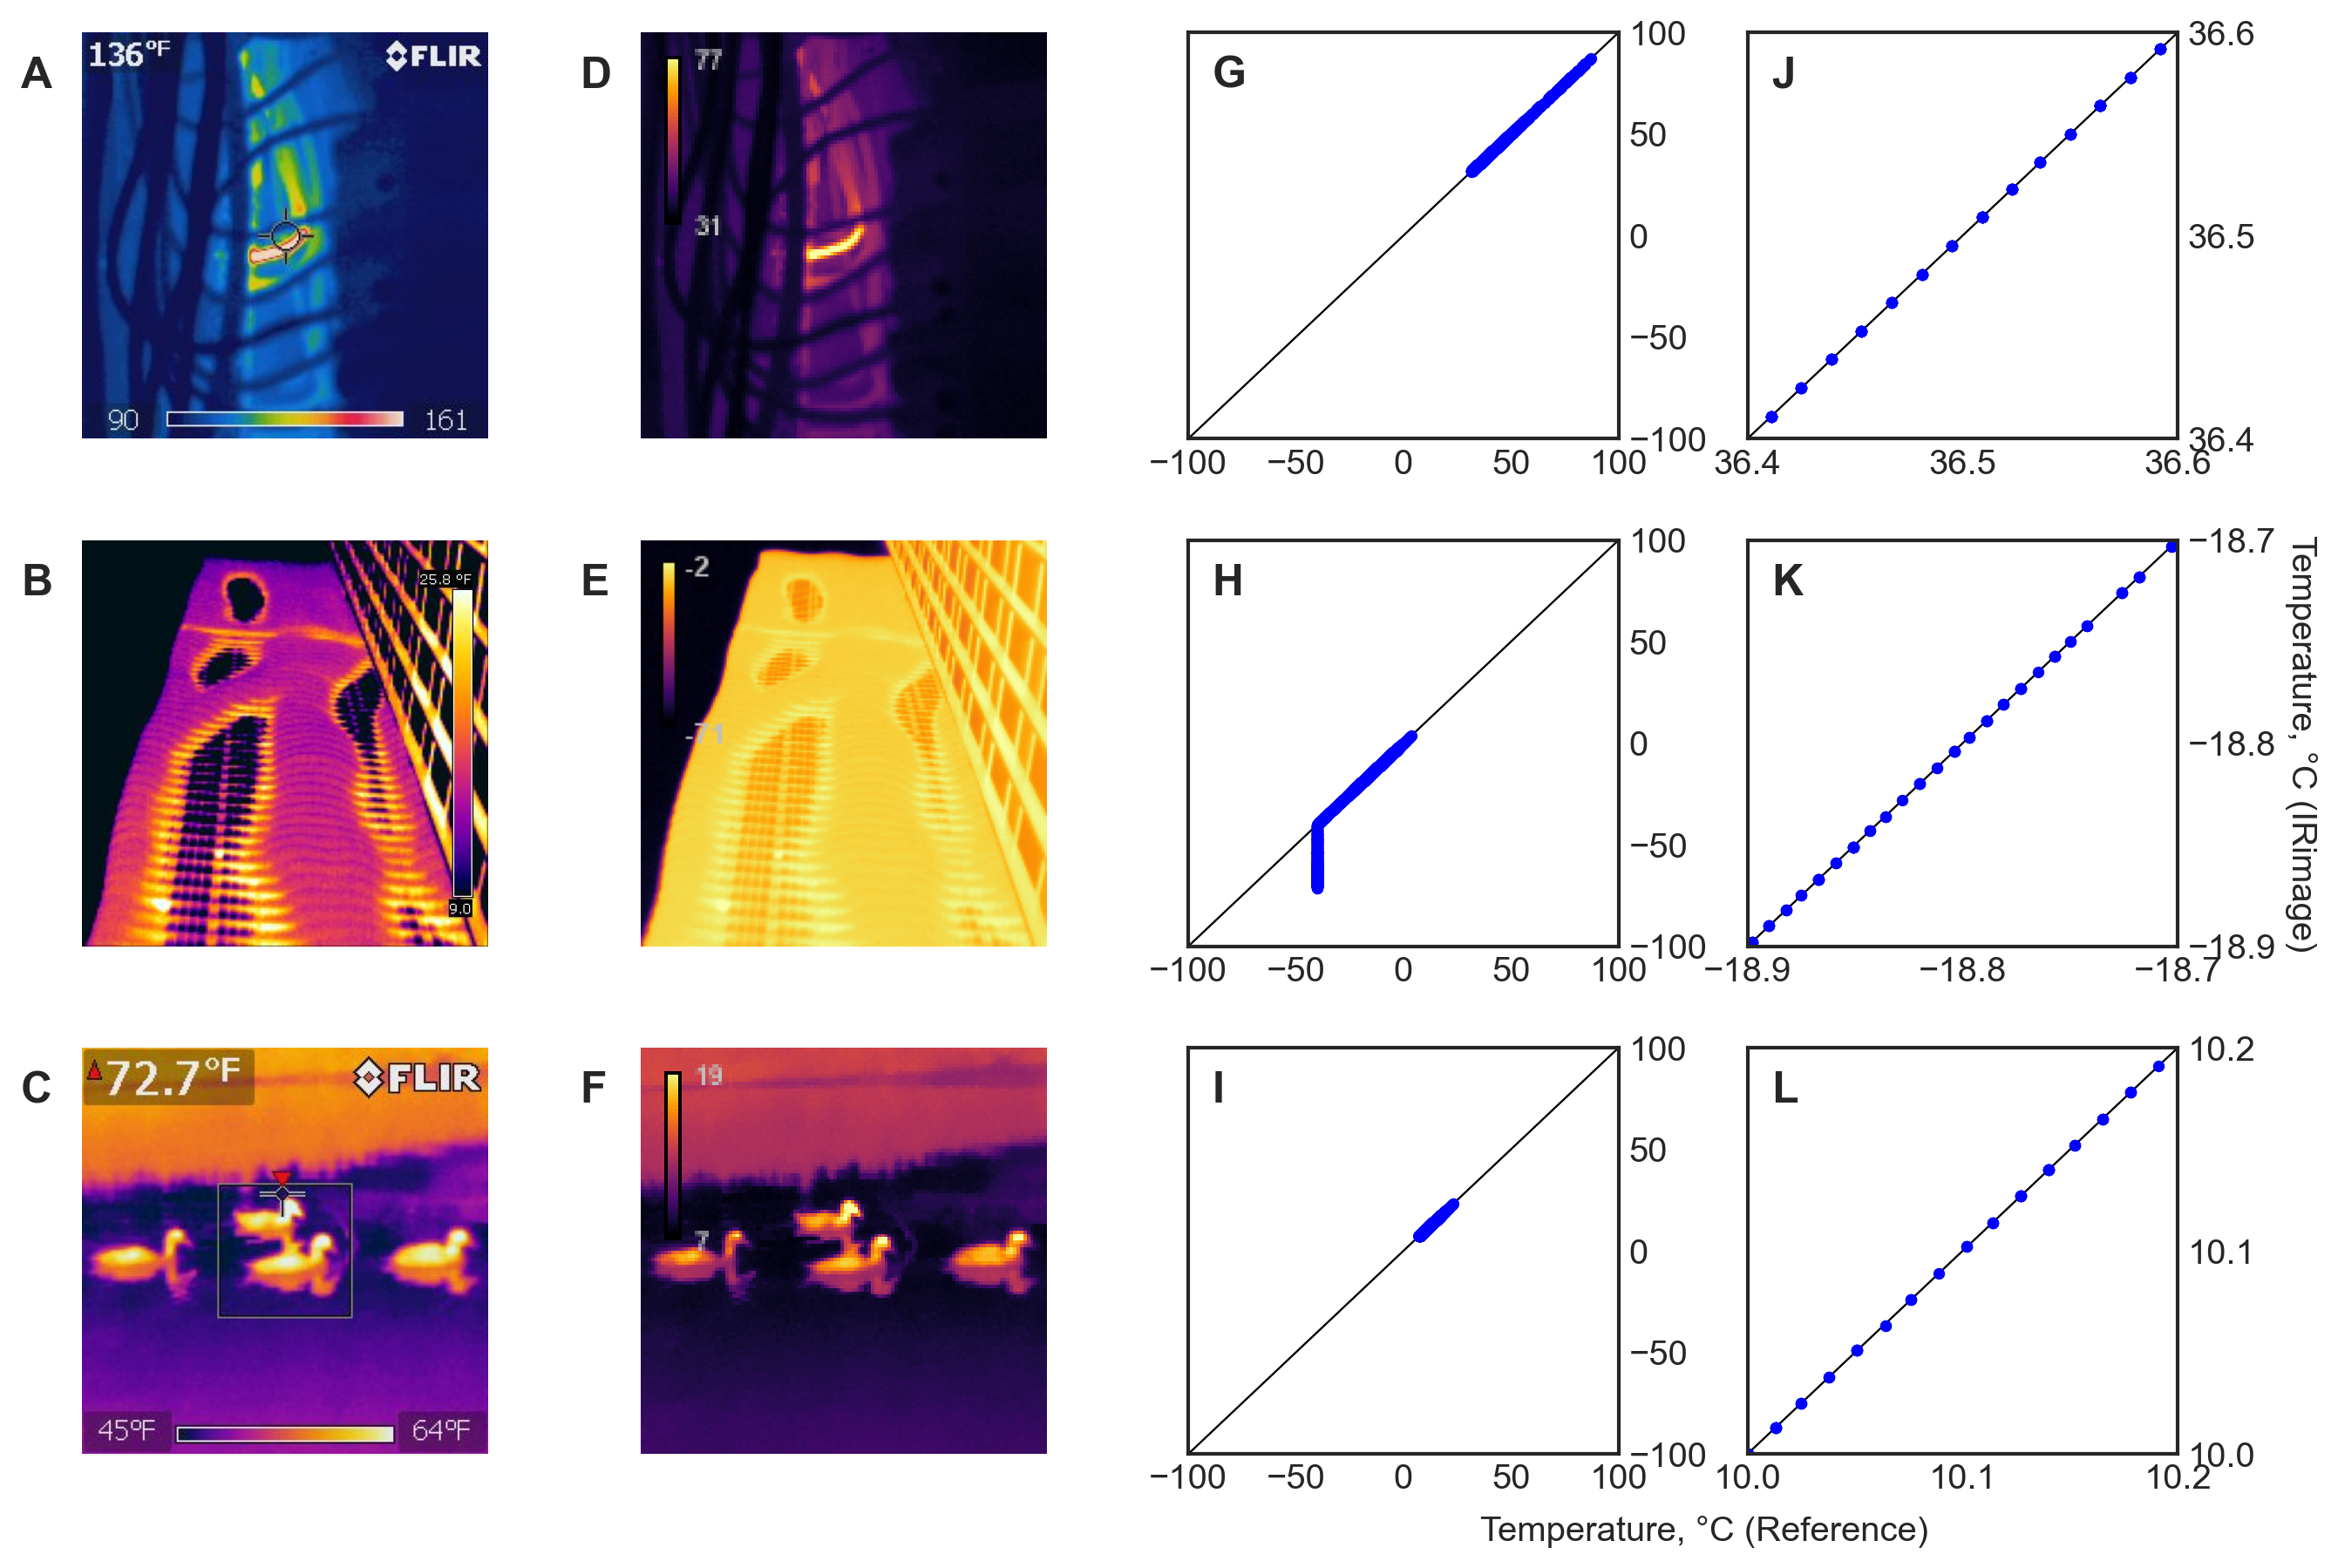 A
136°F
FLIR
90
161
D
77
31
G
100
50
0
−50
−100
−100
−50
0
50
100
J
36.6
36.5
36.4
36.4
36.5
36.6
B
25.8 °F
9.0
E
-2
-71
H
100
50
0
−50
−100
−100
−50
0
50
100
K
−18.7
−18.8
−18.9
−18.9
−18.8
−18.7
Temperature, °C (IRimage)
C
72.7°F
FLIR
45°F
64°F
F
19
7
I
100
50
0
−50
−100
−100
−50
0
50
100
L
10.2
10.1
10.0
10.0
10.1
10.2
Temperature, °C (Reference)